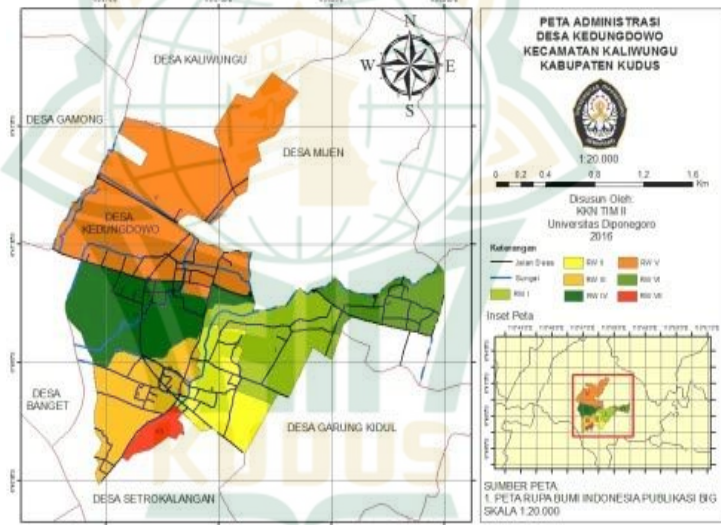 PETA ADMINISTRASI
DESA KEDUNGDOWO
KECAMATAN KALIWUNGU
KABUPATEN KUDUS
1:20.000
0 0.2 0.4 0.8 1.2 1.6
Km
Disusun Oleh:
KKN TIM II
Universitas Diponegoro
2016
Keterangan
Jalan Desa
Sungai
RW I
RW II
RW III
RW IV
RW V
RW VI
RW VII
Inset Peta
SUMBER PETA:
1. PETA RUPA BUMI INDONESIA PUBLIKASI BIG
SKALA 1:20.000
N
W E
S
DESA KALIWUNGU
DESA GAMONG
DESA MIJEN
DESA
KEDUNGDOWO
DESA
BANGET
DESA GARUNG KIDUL
DESA SETROKALANGAN
KUDUS